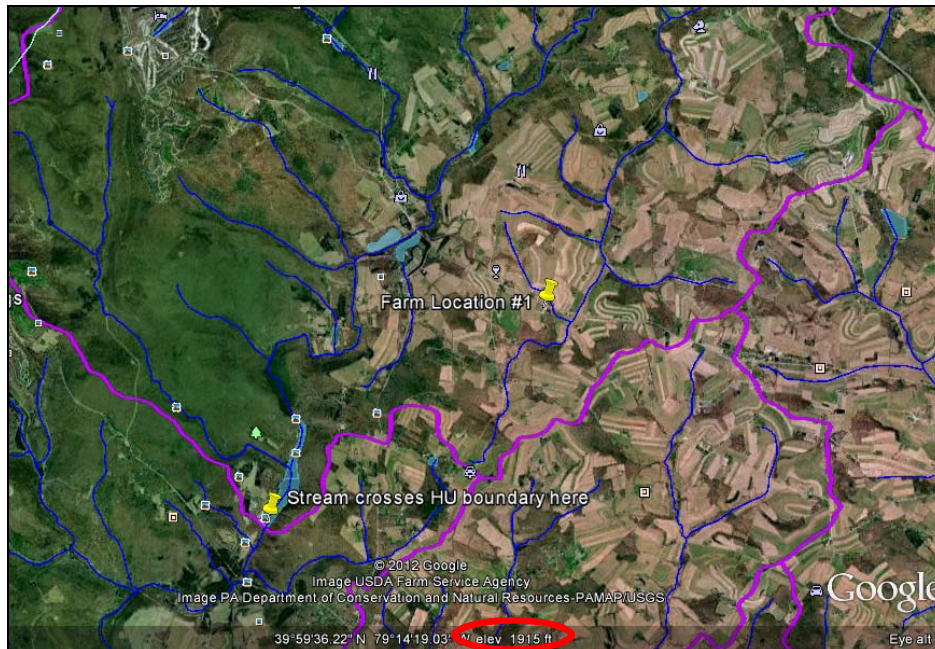 Farm Location #1
gs
Stream crosses HU boundary here
© 2012 Google
Image USDA Farm Service Agency
Image PA Department of Conservation and Natural Resources-PAMAP/USGS
Google
39°59'36.22" N 79°14'19.03" W elev 1915 ft
Eye alt